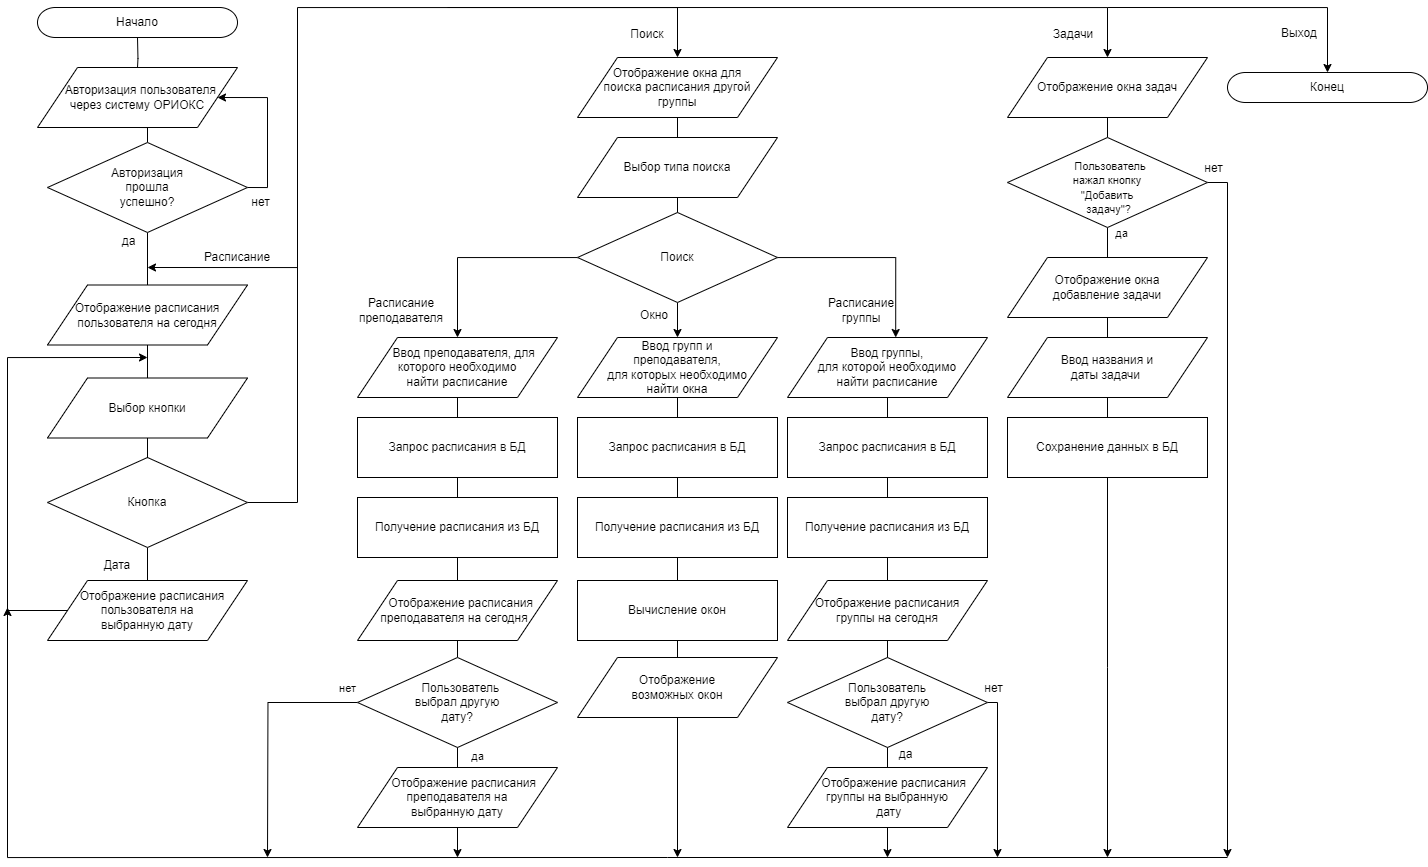 Начало
Авторизация пользователя
через систему ОРИОКС
Авторизация
прошла
успешно?
нет
да
Расписание
Отображение расписания
пользователя на сегодня
Выбор кнопки
Кнопка
Дата
Отображение расписания
пользователя на
выбранную дату
Поиск
Отображение окна для
поиска расписания другой
группы
Выбор типа поиска
Поиск
Расписание
преподавателя
Ввод преподавателя, для
которого необходимо
найти расписание
Запрос расписания в БД
Получение расписания из БД
Отображение расписания
преподавателя на сегодня
Пользователь
выбрал другую
дату?
нет
да
Отображение расписания
преподавателя на
выбранную дату
Окно
Ввод групп и
преподавателя,
для которых необходимо
найти окна
Запрос расписания в БД
Получение расписания из БД
Вычисление окон
Отображение
возможных окон
Расписание
группы
Ввод группы,
для которой необходимо
найти расписание
Запрос расписания в БД
Получение расписания из БД
Отображение расписания
группы на сегодня
Пользователь
выбрал другую
дату?
нет
да
Отображение расписания
группы на выбранную
дату
Задачи
Отображение окна задач
Пользователь
нажал кнопку
"Добавить
задачу"?
нет
да
Отображение окна
добавление задачи
Ввод названия и
даты задачи
Сохранение данных в БД
Выход
Конец